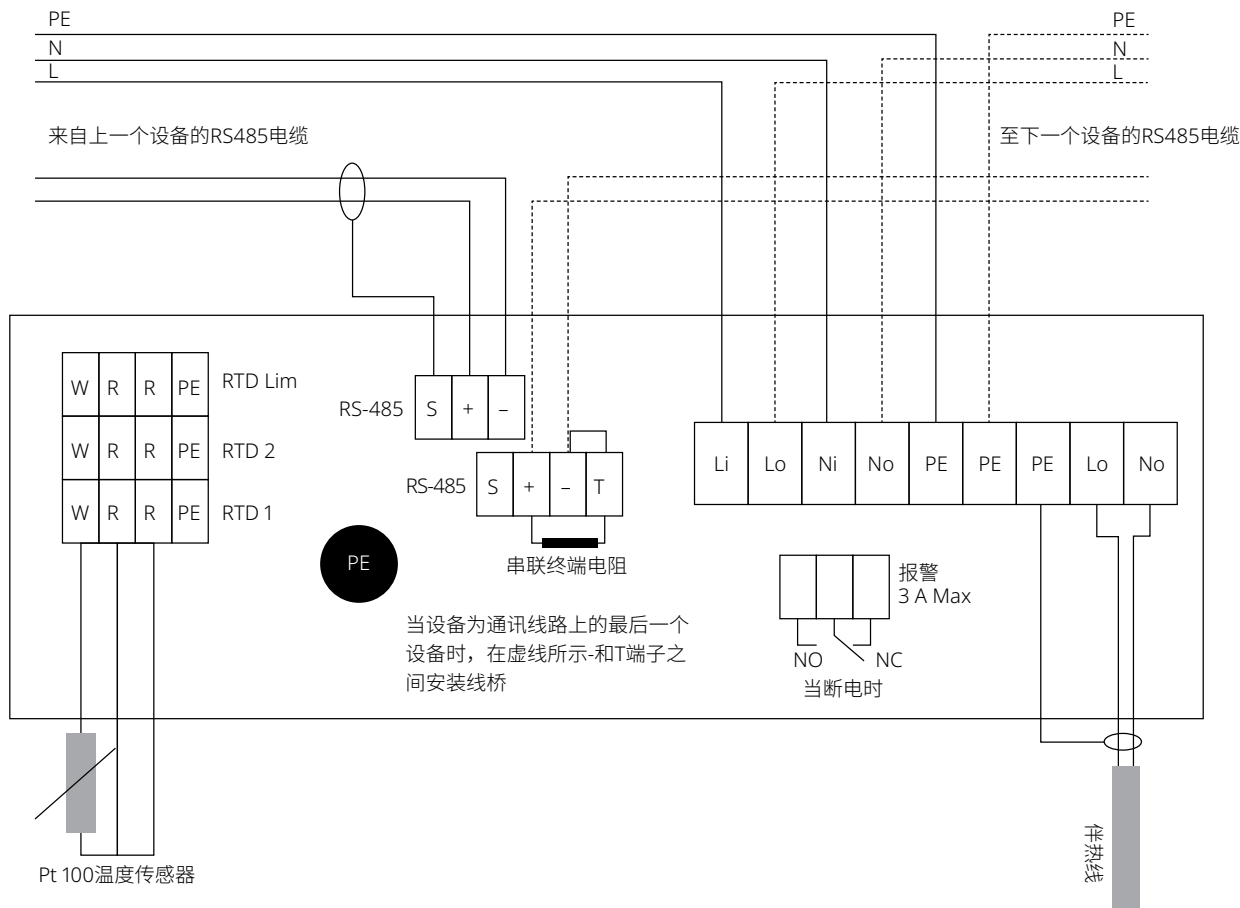 PE
N
L
PE
N
L
来自上一个设备的RS485电缆
至下一个设备的RS485电缆
W R R PE RTD Lim
W R R PE RTD 2
W R R PE RTD 1
RS-485 S + –
RS-485 S + – T
Li Lo Ni No PE PE PE Lo No
PE
串联终端电阻
当设备为通讯线路上的最后一个
设备时，在虚线所示-和T端子之
间安装线桥
报警
3 A Max
NO NC
当断电时
Pt 100温度传感器
伴热线